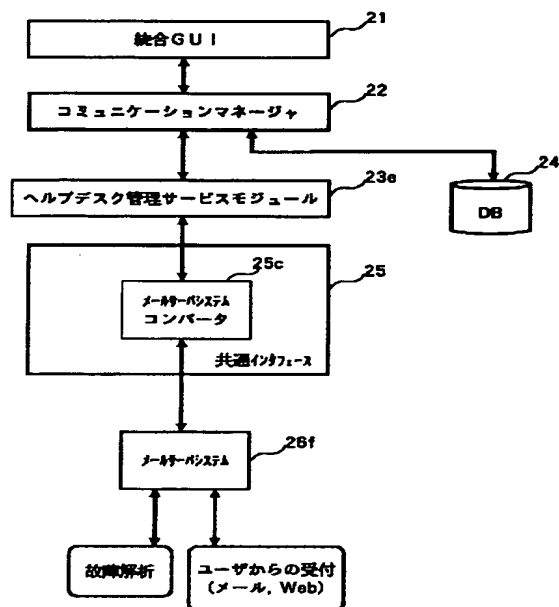 統合GUI
21
コミュニケーションマネージャ
22
ヘルプデスク管理サービスモジュール
23e
24
DB
25c
25
メールサーバシステム
コンバータ
共通インタフェース
メールサーバシステム
26f
故障解析
ユーザからの受付
(メール,Web)